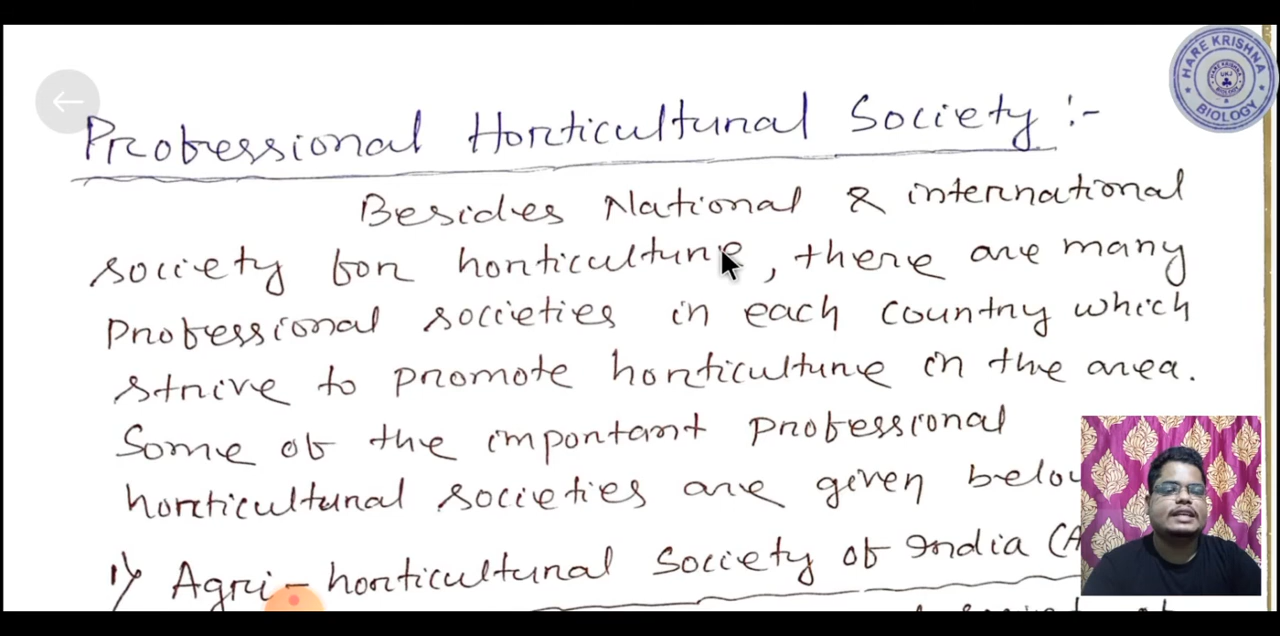 Professional Horticultural Society :-
Besides National & international
society for horticulture, there are many
professional societies in each country which
strive to promote horticulture in the area.
Some of the important professional
horticultural societies are given below
1) Agri-horticultural Society of India (A
HARE KRISHNA
BIOLOGY